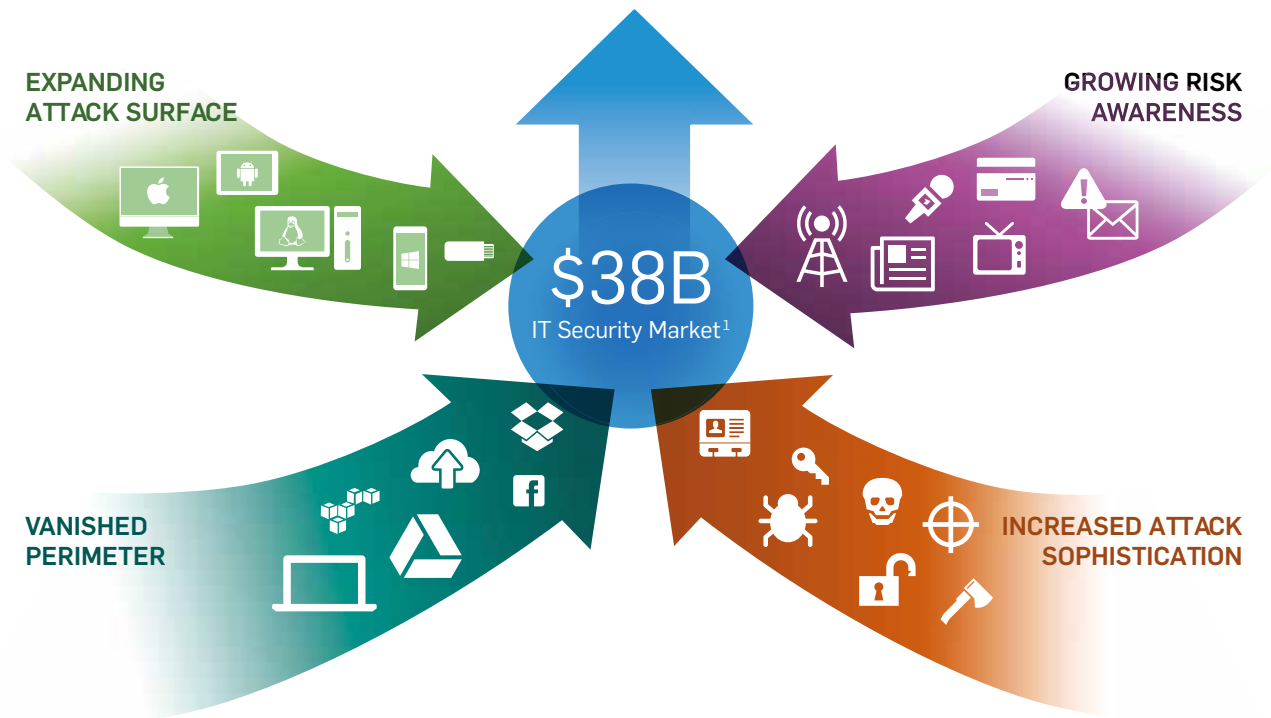 EXPANDING
ATTACK SURFACE
GROWING RISK
AWARENESS
$38B
IT Security Market¹
VANISHED
PERIMETER
INCREASED ATTACK
SOPHISTICATION